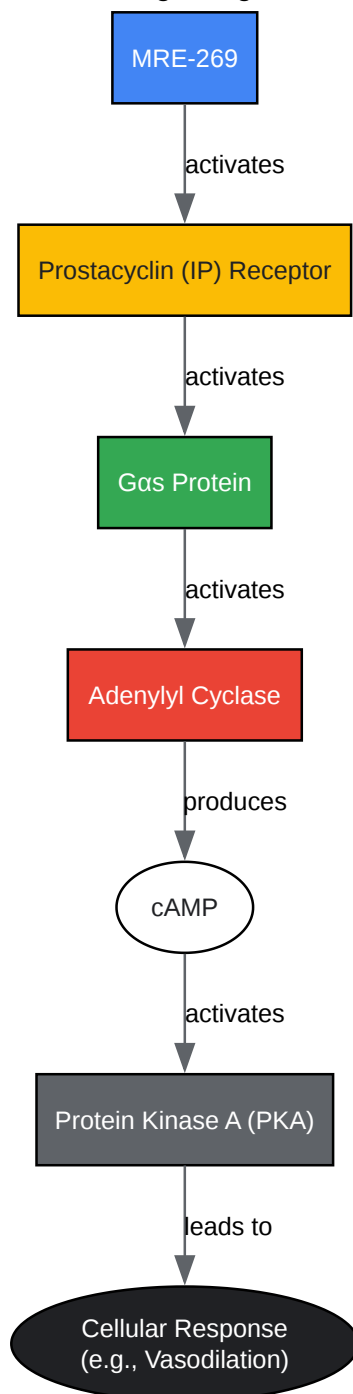 MRE-269
activates
Prostacyclin (IP) Receptor
activates
Gαs Protein
activates
Adenylyl Cyclase
produces
cAMP
activates
Protein Kinase A (PKA)
leads to
Cellular Response
(e.g., Vasodilation)